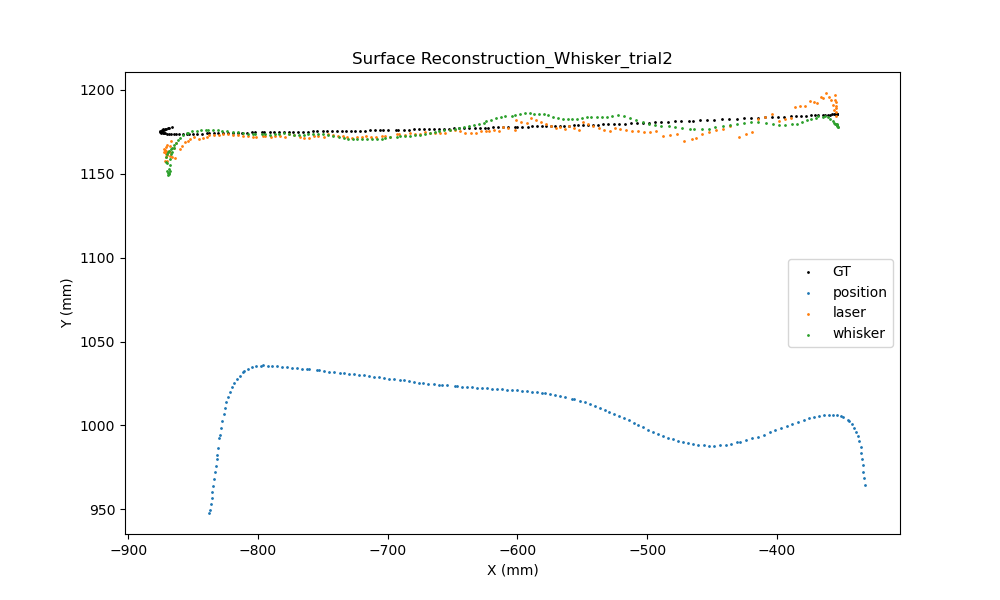 Surface Reconstruction_Whisker_trial2
1200
1150
1100
1050
1000
950
Y (mm)
GT
position
laser
whisker
−900
−800
−700
−600
−500
−400
X (mm)